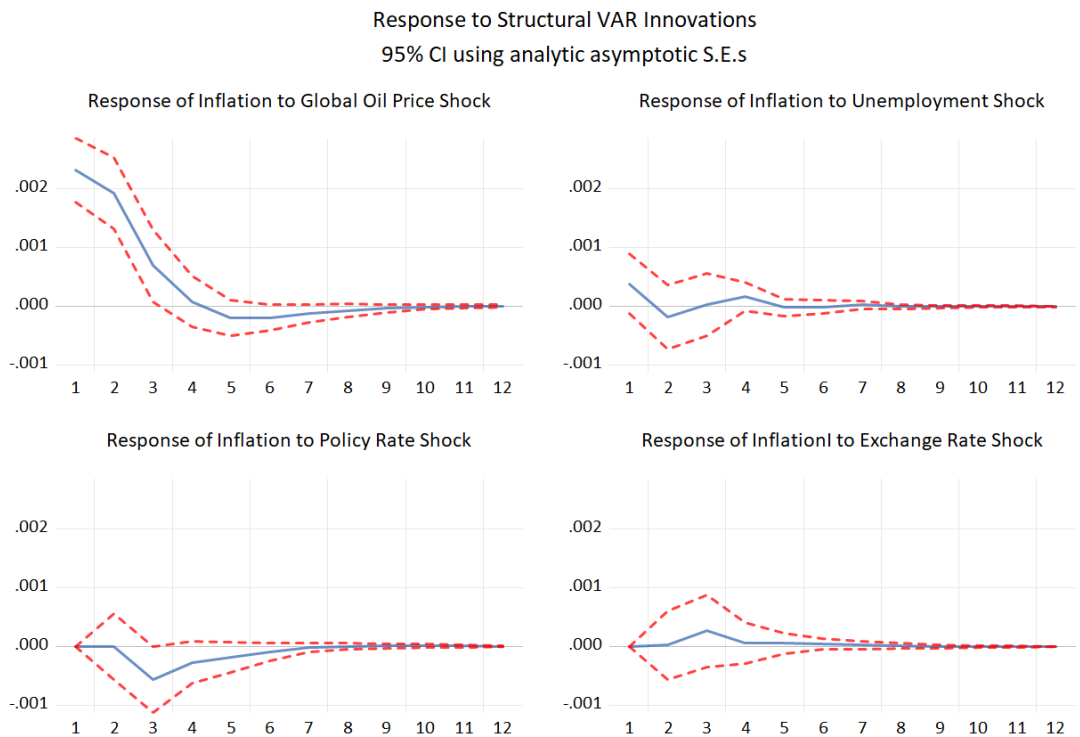 Response to Structural VAR Innovations
95% CI using analytic asymptotic S.E.s
Response of Inflation to Global Oil Price Shock
.002
.001
.000
-.001
1 2 3 4 5 6 7 8 9 10 11 12
Response of Inflation to Unemployment Shock
.002
.001
.000
-.001
1 2 3 4 5 6 7 8 9 10 11 12
Response of Inflation to Policy Rate Shock
.002
.001
.000
-.001
1 2 3 4 5 6 7 8 9 10 11 12
Response of InflationI to Exchange Rate Shock
.002
.001
.000
-.001
1 2 3 4 5 6 7 8 9 10 11 12